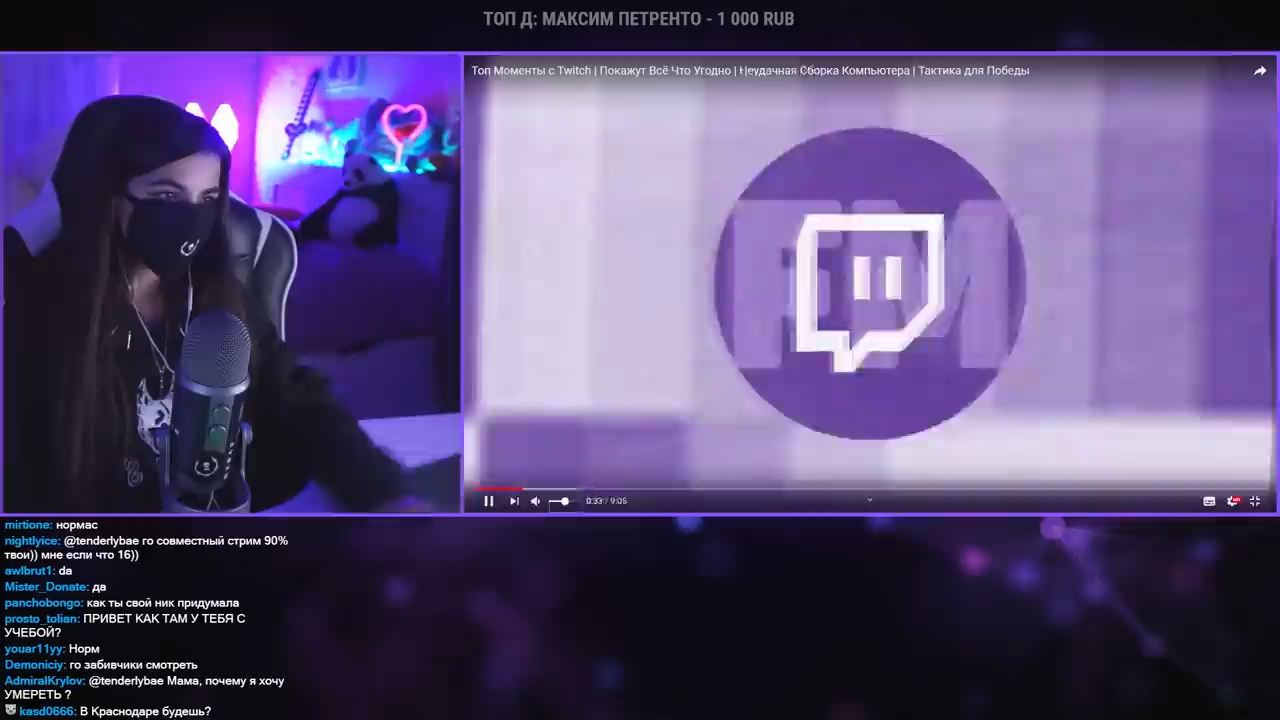 ТОП Д: МАКСИМ ПЕТРЕНТО - 1 000 RUB
Топ Моменты с Twitch | Покажут Всё Что Угодно | Неудачная Сборка Компьютера | Тактика для Победы
FM
0:33 / 9:05
mirtione: нормас
nightlyice: @tenderlybae го совместный стрим 90%
твои)) мне если что 16))
awlbrut1: da
Mister_Donate: да
panchobongo: как ты свой ник придумала
prosto_tolian: ПРИВЕТ КАК ТАМ У ТЕБЯ С
УЧЕБОЙ?
youar11yy: Норм
Demoniciy: го забивчики смотреть
AdmiralKrylov: @tenderlybae Мама, почему я хочу
УМЕРЕТЬ ?
kasd0666: В Краснодаре будешь?